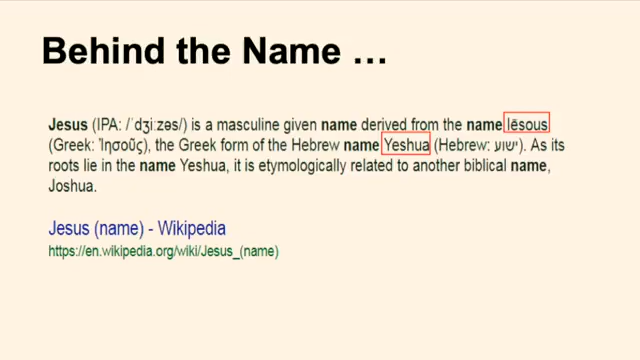 Behind the Name ...
Jesus (IPA: /ˈdʒiːzəs/) is a masculine given name derived from the name Iēsous
(Greek: Ἰησοῦς), the Greek form of the Hebrew name Yeshua (Hebrew: ישוע). As its
roots lie in the name Yeshua, it is etymologically related to another biblical name,
Joshua.
Jesus (name) - Wikipedia
https://en.wikipedia.org/wiki/Jesus_(name)